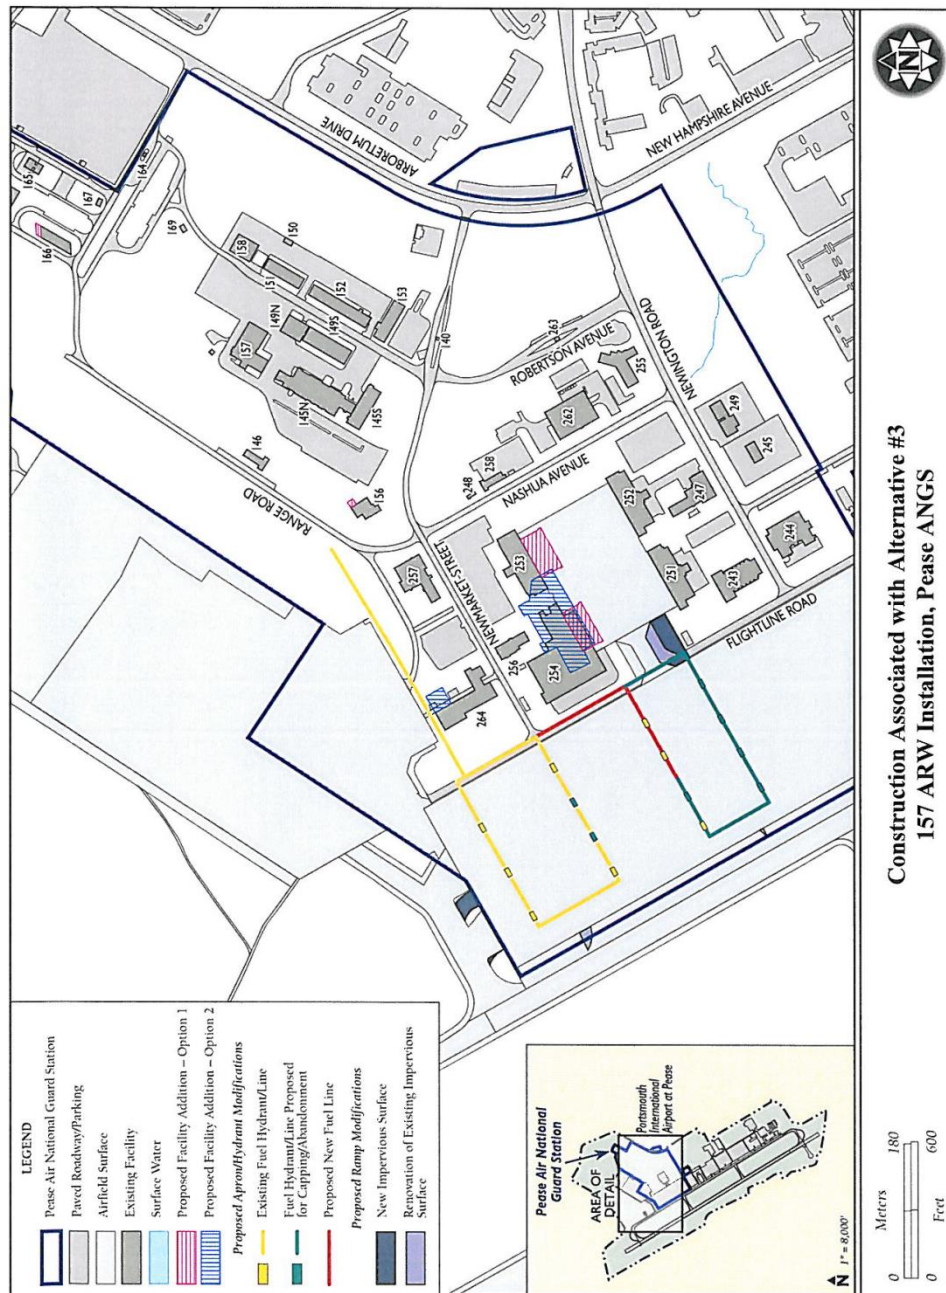 LEGEND
Pease Air National Guard Station
Paved Roadway/Parking
Airfield Surface
Existing Facility
Surface Water
Proposed Facility Addition – Option 1
Proposed Facility Addition – Option 2
Proposed Apron/Hydrant Modifications
Existing Fuel Hydrant/Line
Fuel Hydrant/Line Proposed
for Capping/Abandonment
Proposed New Fuel Line
Proposed Ramp Modifications
New Impervious Surface
Renovation of Existing Impervious
Surface
Pease Air National
Guard Station
AREA OF
DETAIL
Portsmouth
International
Airport at Pease
N
1" = 8,000'
ARBORETUM DRIVE
NEW HAMPSHIRE AVENUE
RANGE ROAD
ROBERTSON AVENUE
NEWINGTON ROAD
NASHUA AVENUE
NEWMARKET STREET
FLIGHTLINE ROAD
165
164
167
166
169
158
150
151
152
153
149N
149S
157
145N
145S
146
156
140
263
255
262
258
248
249
245
252
247
253
251
243
244
257
256
254
264
Construction Associated with Alternative #3
157 ARW Installation, Pease ANGS
N
0 Meters 180
0 Feet 600